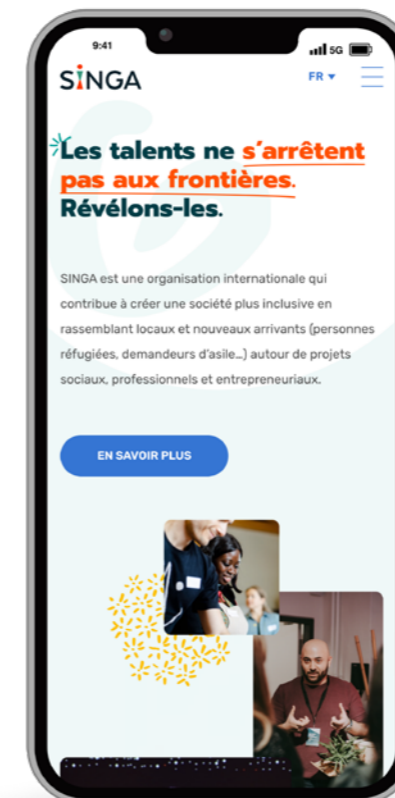 9:41
5G
SINGA
FR
Les talents ne s'arrêtent
pas aux frontières.
Révélons-les.
SINGA est une organisation internationale qui
contribue à créer une société plus inclusive en
rassemblant locaux et nouveaux arrivants (personnes
réfugiées, demandeurs d'asile…) autour de projets
sociaux, professionnels et entrepreneuriaux.
EN SAVOIR PLUS